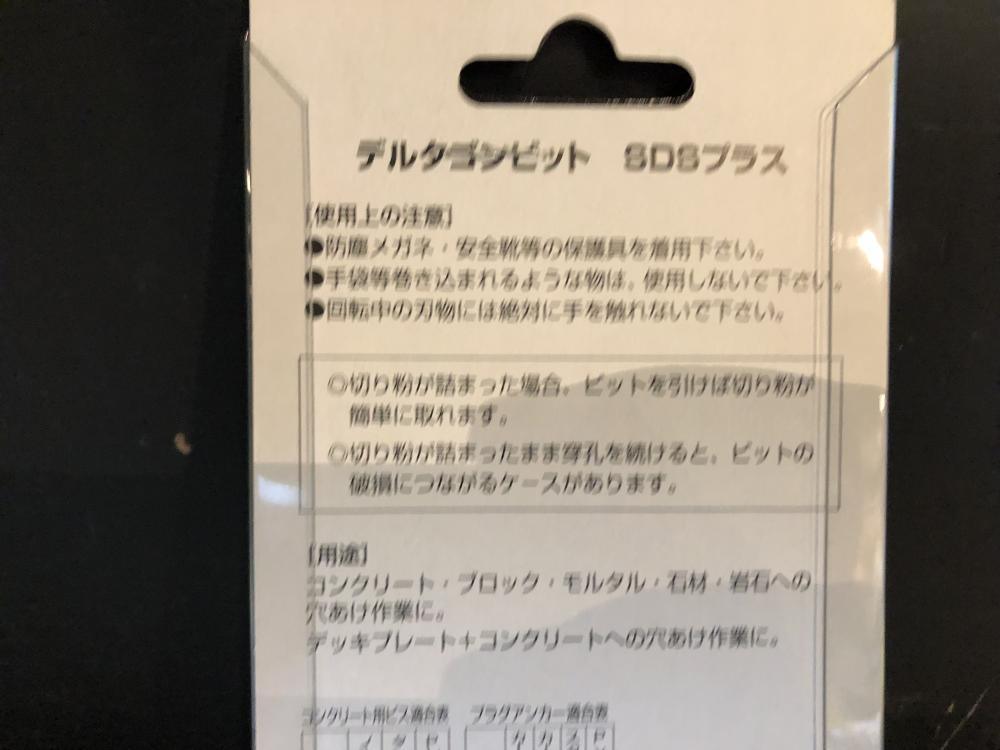 デルタゴンビット SDSプラス
[使用上の注意]
●防塵メガネ・安全靴等の保護具を着用下さい。
●手袋等巻き込まれるような物は、使用しないで下さい。
●回転中の刃物には絶対に手を触れないで下さい。
◎切り粉が詰まった場合、ビットを引けば切り粉が
簡単に取れます。
◎切り粉が詰まったまま穿孔を続けると、ビットの
破損につながるケースがあります。
[用途]
コンクリート・ブロック・モルタル・石材・岩石への
穴あけ作業に。
デッキプレート+コンクリートへの穴あけ作業に。
コンクリート用ビス適合表 プラグアンカー適合表